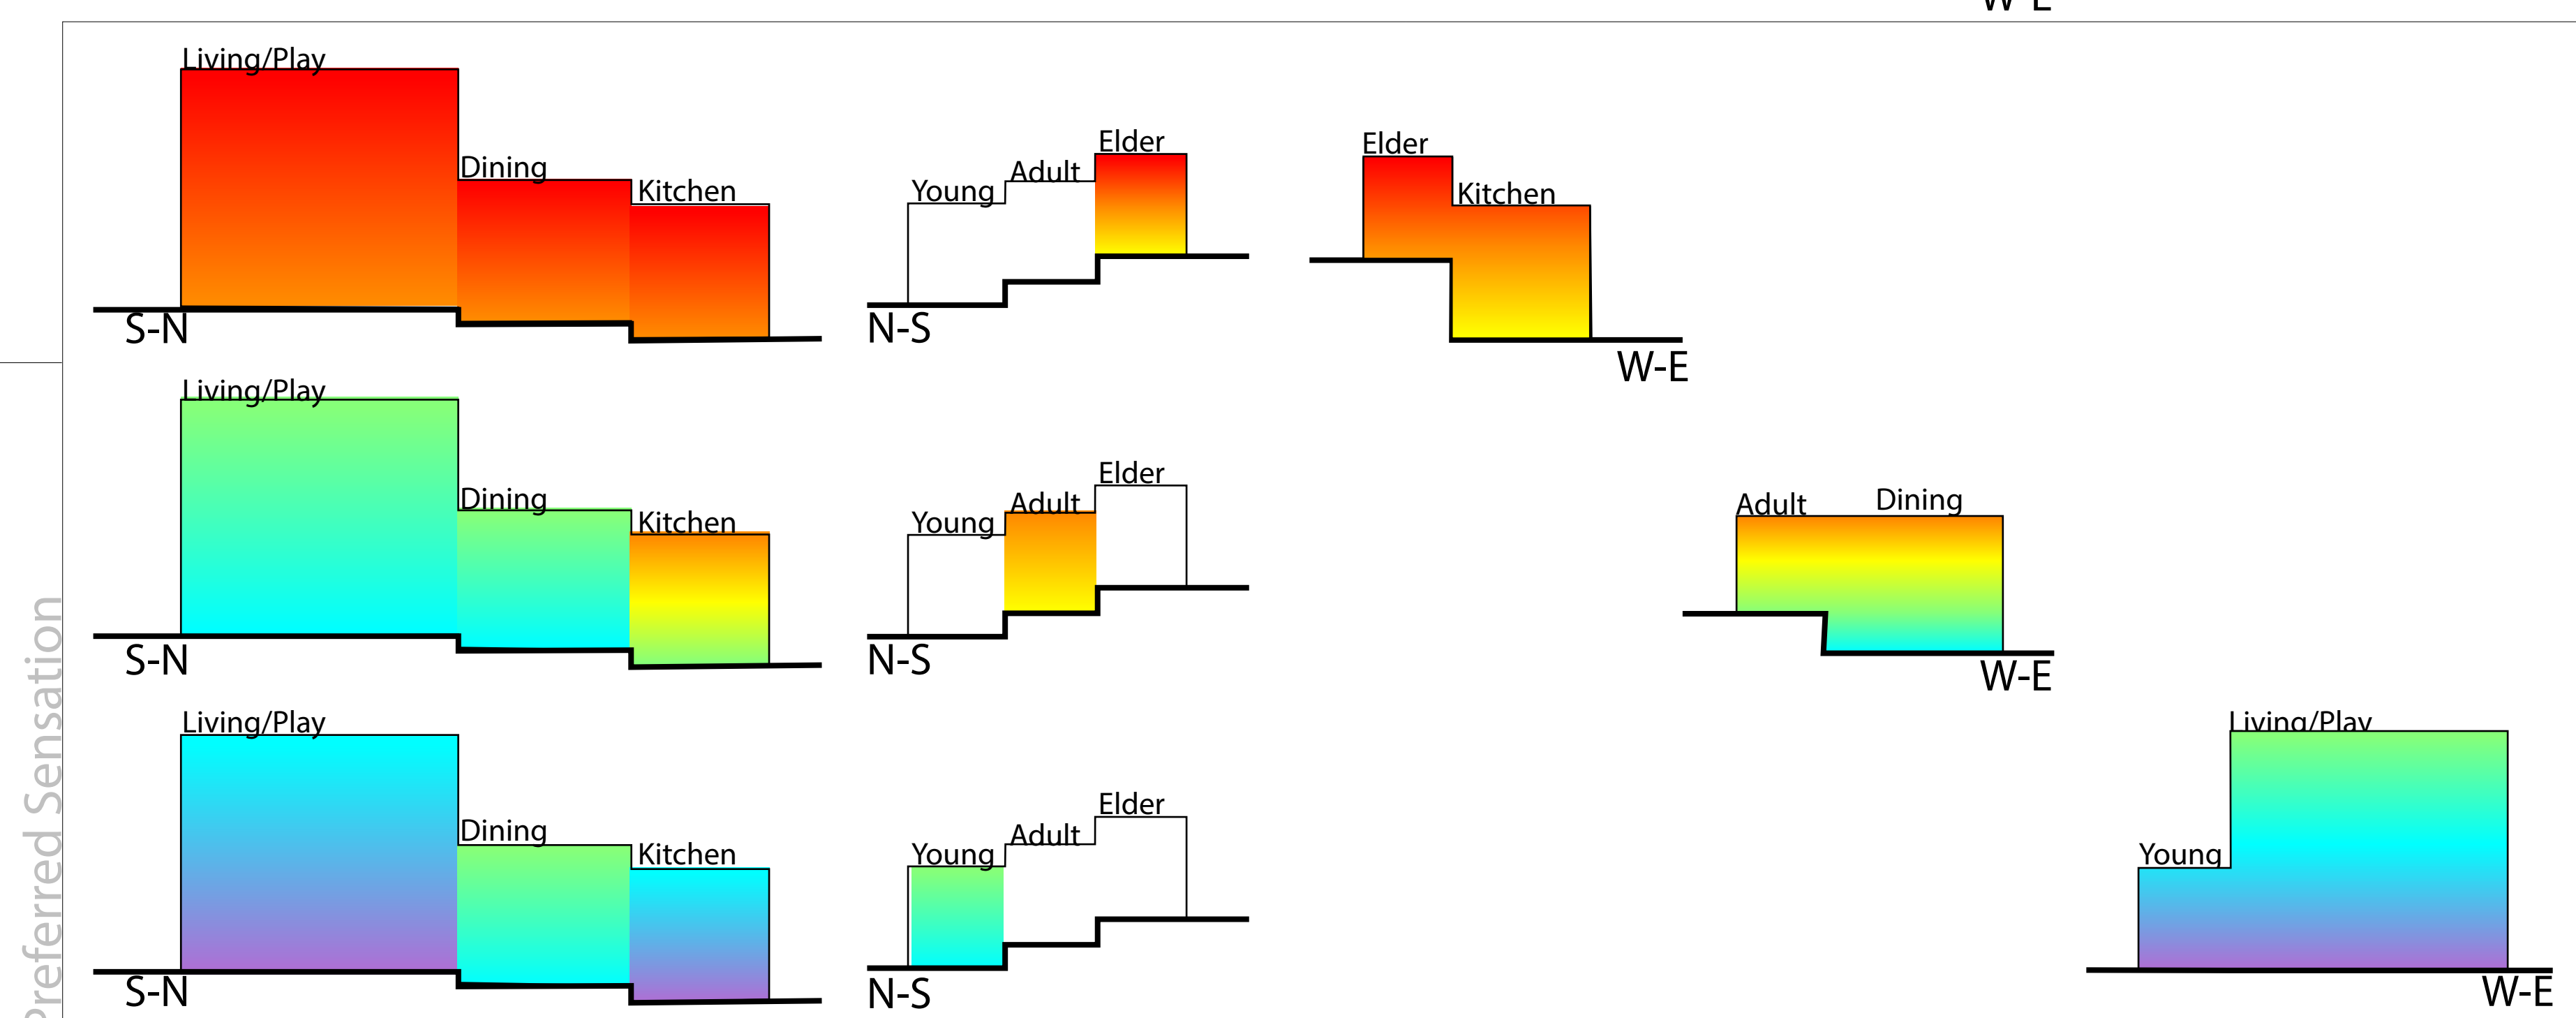 W-E
Living/Play
Dining
Kitchen
Young
Adult
Elder
Elder
Kitchen
S-N
N-S
W-E
Living/Play
Dining
Kitchen
Young
Adult
Elder
Adult
Dining
S-N
N-S
W-E
Preferred Sensation
Living/Play
Dining
Kitchen
Young
Adult
Elder
Young
Living/Play
S-N
N-S
W-E